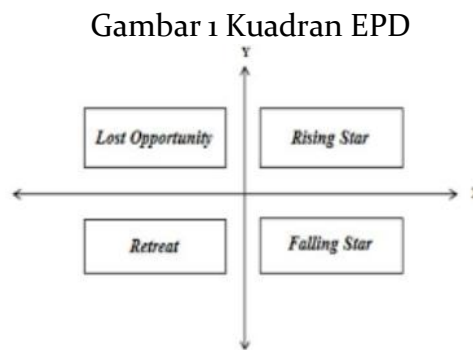 Gambar 1 Kuadran EPD
Y
Lost Opportunity
Rising Star
Retreat
Falling Star